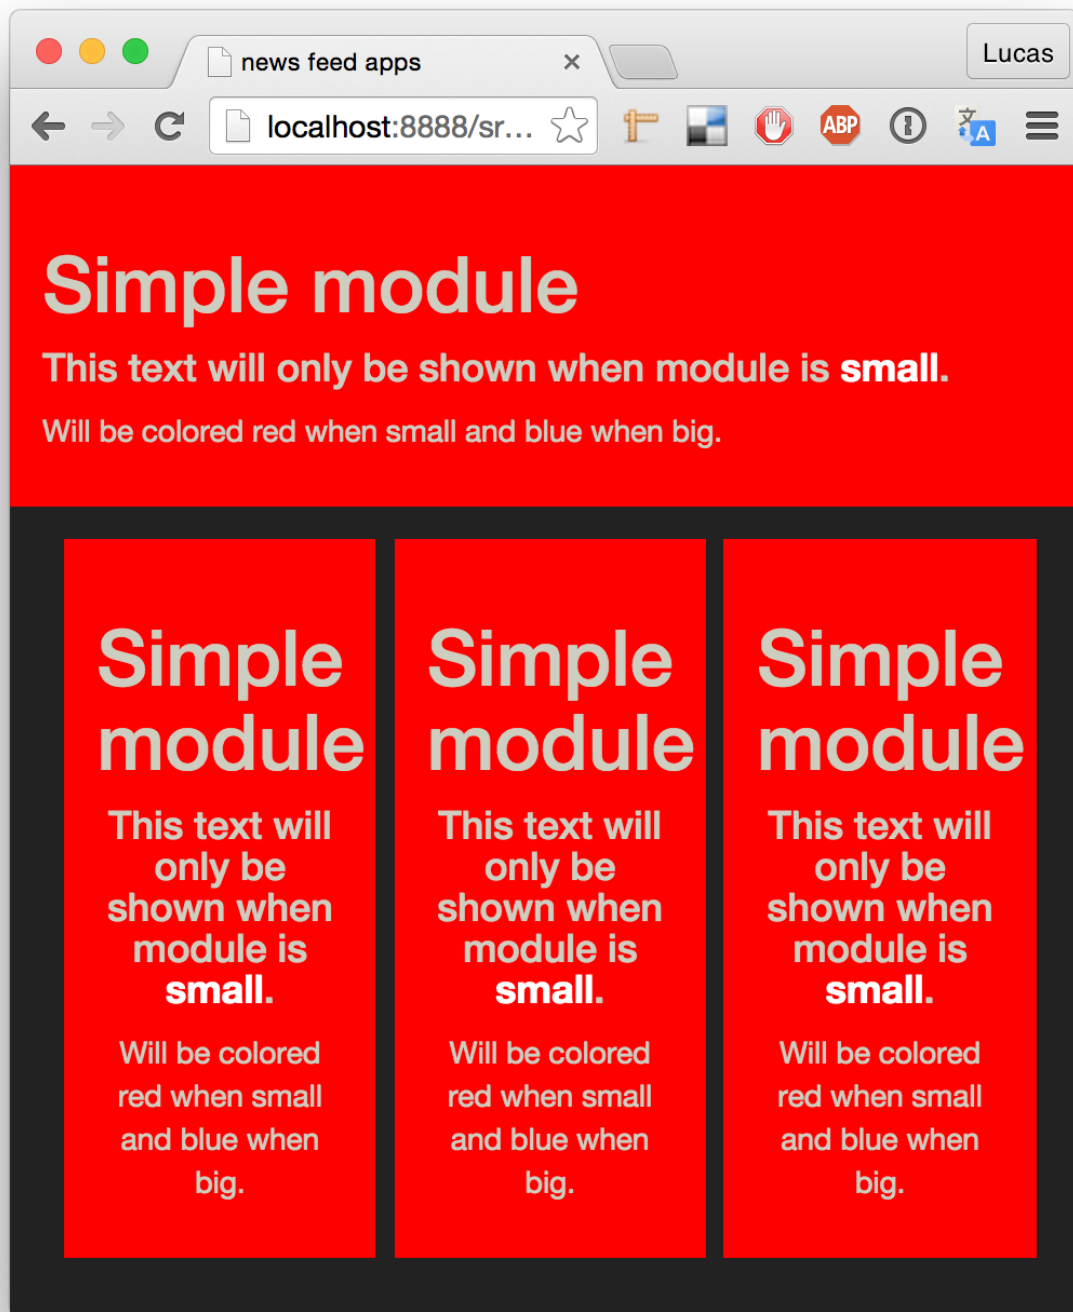 news feed apps
Lucas
localhost:8888/sr...
ABP
文A
Simple module
This text will only be shown when module is small.
Will be colored red when small and blue when big.
Simple
module
This text will
only be
shown when
module is
small.
Will be colored
red when small
and blue when
big.
Simple
module
This text will
only be
shown when
module is
small.
Will be colored
red when small
and blue when
big.
Simple
module
This text will
only be
shown when
module is
small.
Will be colored
red when small
and blue when
big.